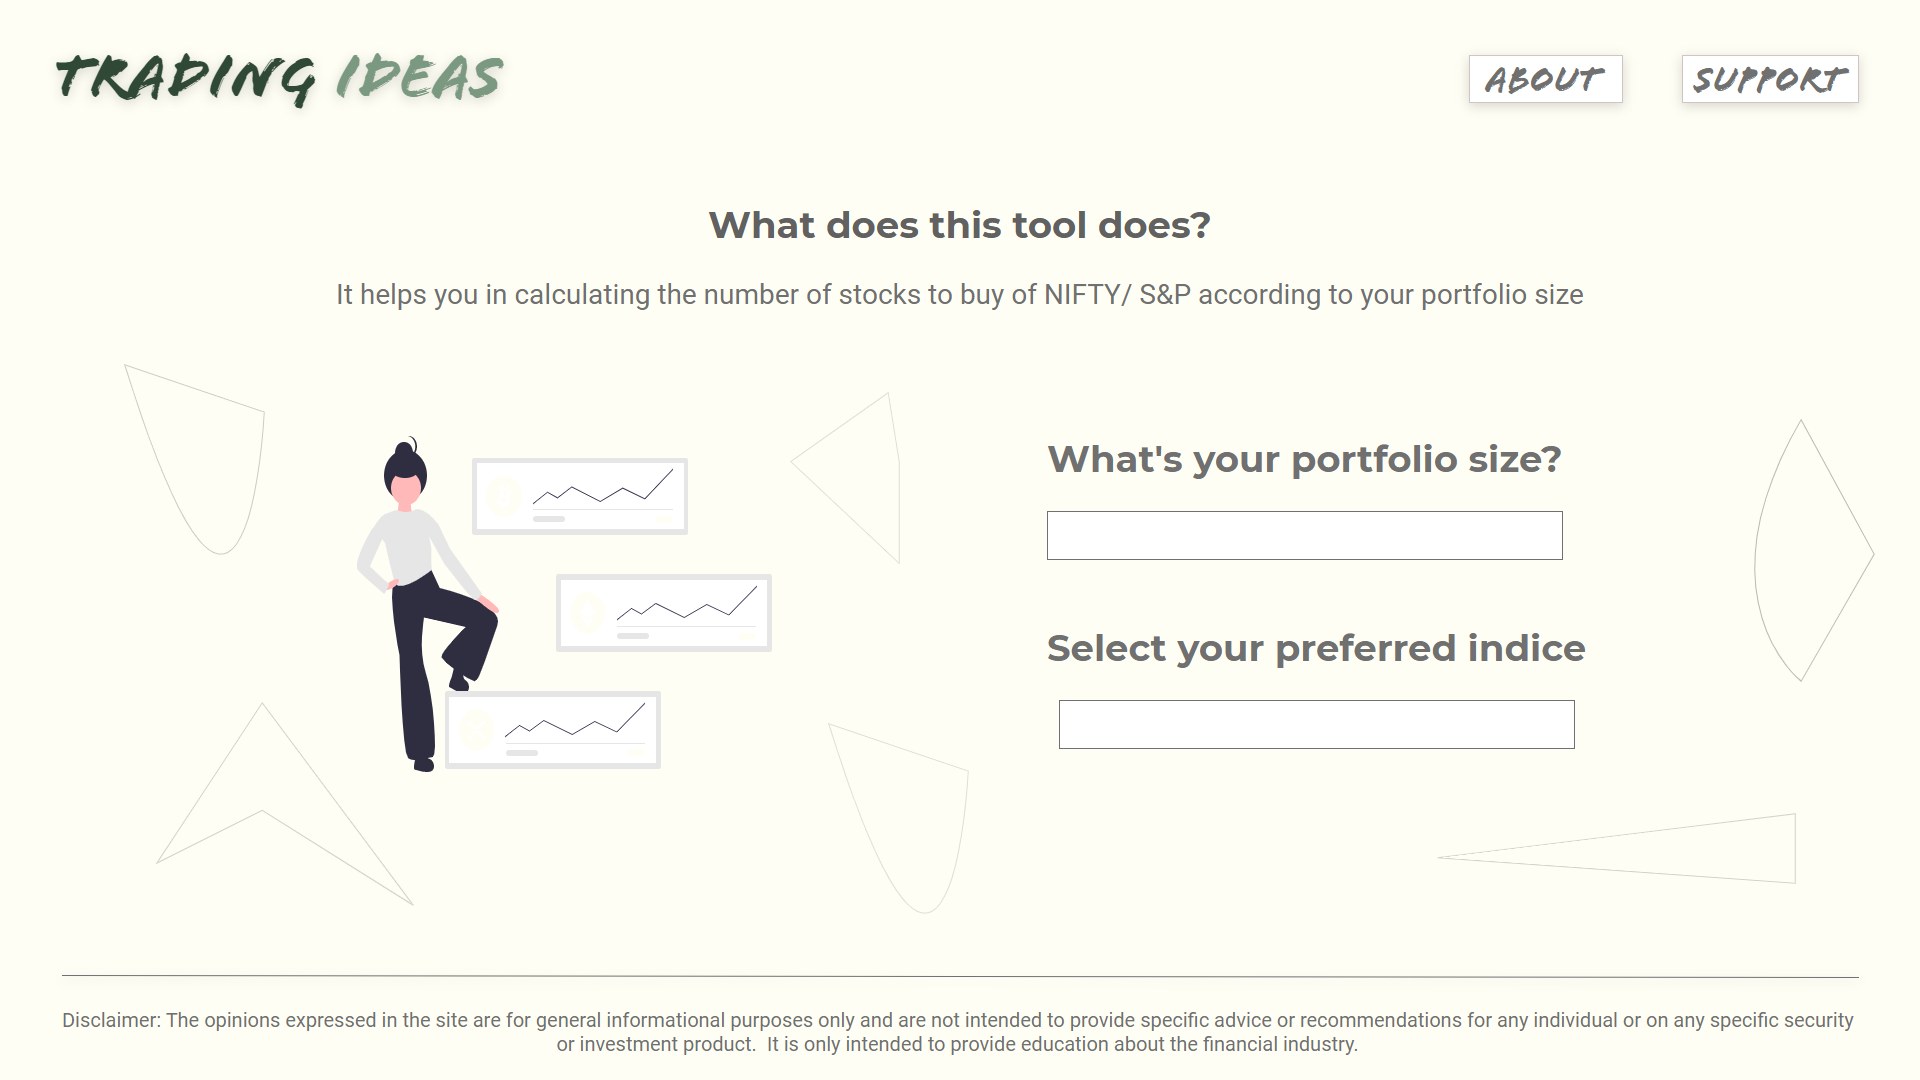 TRADING IDEAS
ABOUT
SUPPORT
What does this tool does?
It helps you in calculating the number of stocks to buy of NIFTY/ S&P according to your portfolio size
What's your portfolio size?
Select your preferred indice
Disclaimer: The opinions expressed in the site are for general informational purposes only and are not intended to provide specific advice or recommendations for any individual or on any specific security
or investment product.  It is only intended to provide education about the financial industry.